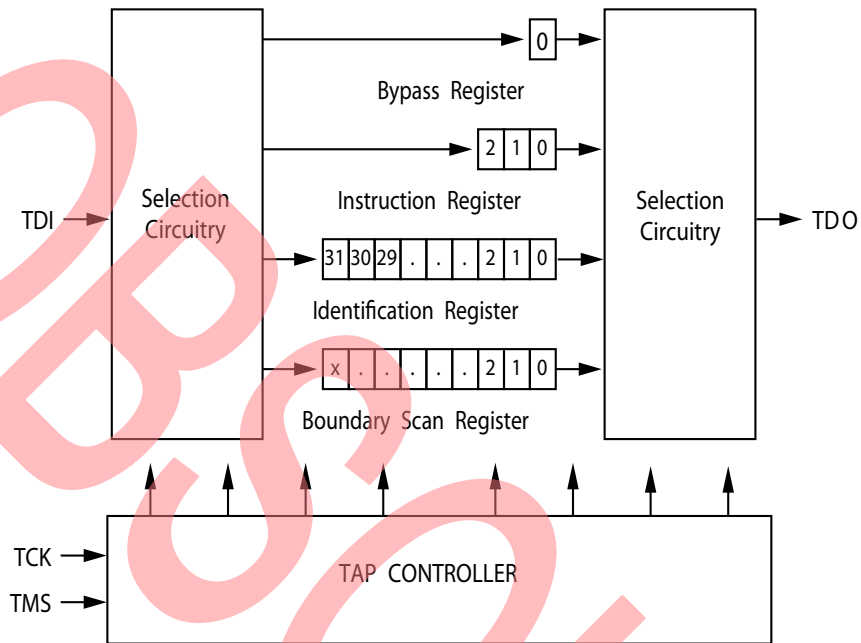 0
Bypass Register
2 1 0
Selection
Circuitry
Instruction Register
Selection
Circuitry
TDI
TDO
31 30 29 . . . 2 1 0
Identification Register
x . . . . . 2 1 0
Boundary Scan Register
TCK
TMS
TAP CONTROLLER
OBSO